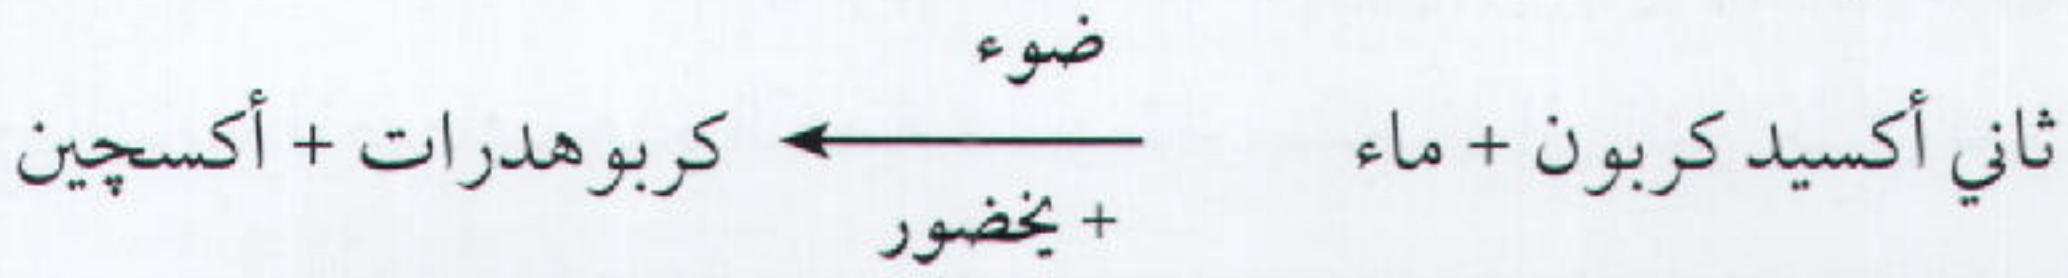 ضوء
ثاني أكسيد كربون + ماء ← كربوهدرات + أكسچين
+ يخضور